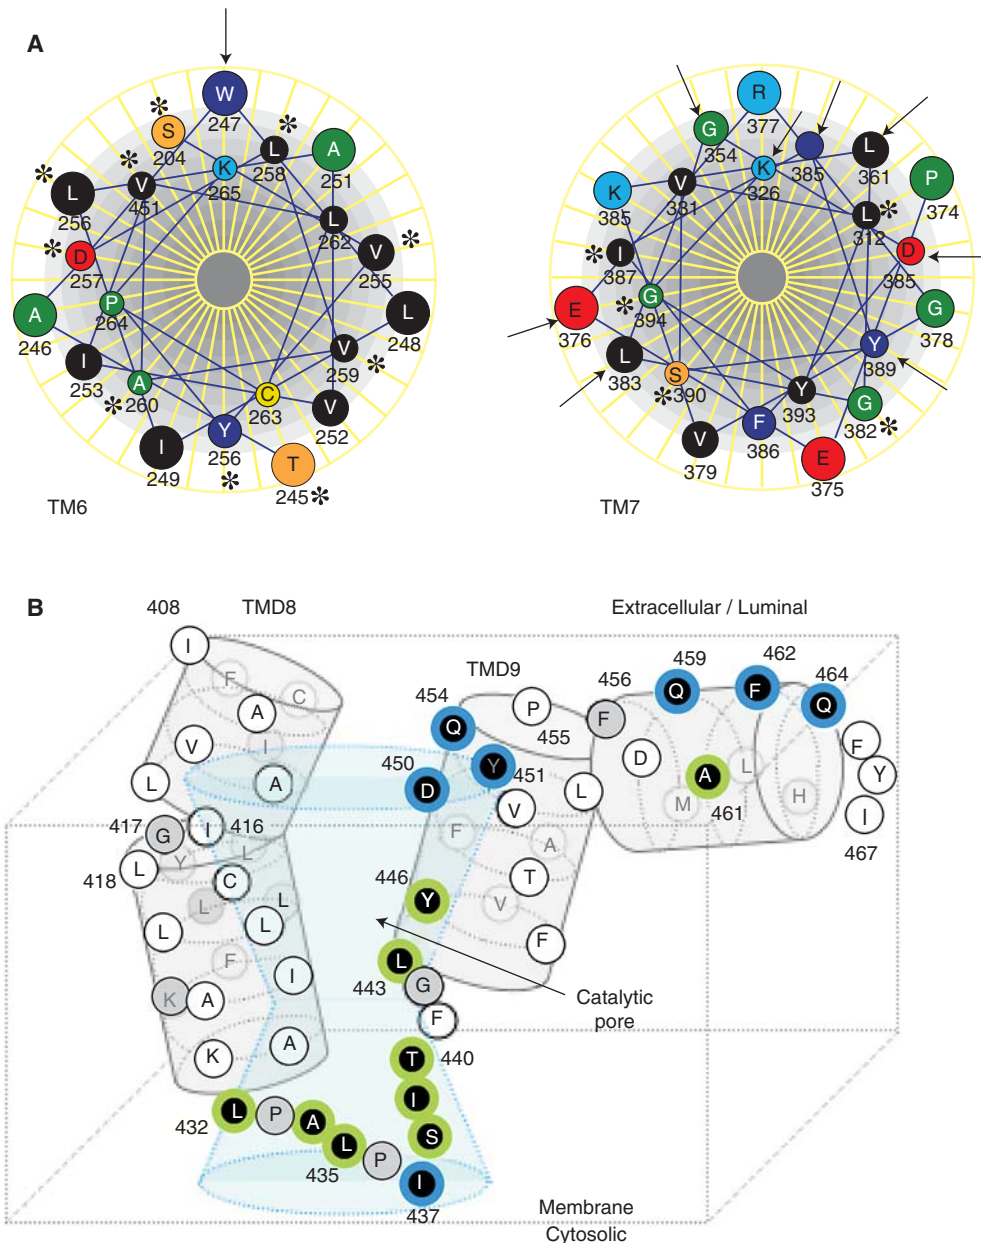 A
W
247
S
204
L
258
A
251
V
451
K
265
L
256
L
262
D
257
V
255
P
264
A
246
L
248
I
253
V
259
A
260
C
263
V
252
Y
256
I
249
T
245
TM6
R
377
G
354
385
L
361
K
326
V
381
P
374
K
385
L
312
I
387
D
385
G
394
E
376
G
378
Y
389
L
383
S
390
Y
393
G
382
F
386
V
379
E
375
TM7
B
408
TMD8
Extracellular / Luminal
I
F
C
A
V
I
L
A
417
G
I
416
L
Y
418
L
C
L
L
L
L
F
I
K
A
A
K
432
L
P
A
L
435
P
I
437
S
I
T
440
F
G
L
443
Y
446
Catalytic
pore
TMD9
454
Q
P
455
450
D
Y
451
V
L
F
A
T
V
F
456
F
459
Q
462
F
464
Q
D
A
461
L
M
H
F
Y
I
467
Membrane
Cytosolic